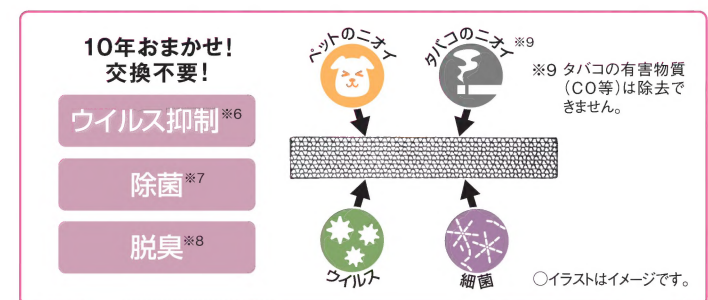 10年おまかせ!
交換不要!
ウイルス抑制※6
除菌※7
脱臭※8
ペットのニオイ
タバコのニオイ※9
※9 タバコの有害物質
(CO等)は除去で
きません。
ウイルス
細菌
○イラストはイメージです。